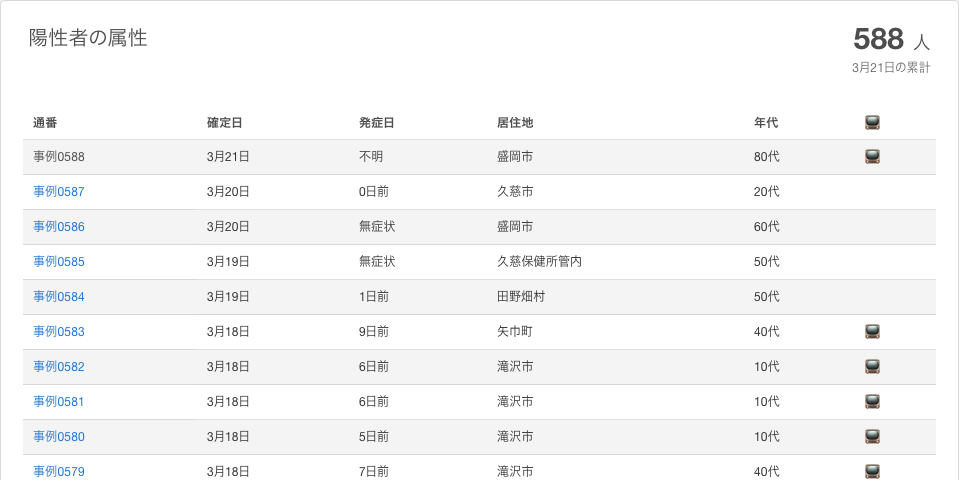 陽性者の属性
588 人
3月21日の累計
通番 確定日 発症日 居住地 年代
事例0588 3月21日 不明 盛岡市 80代
事例0587 3月20日 0日前 久慈市 20代
事例0586 3月20日 無症状 盛岡市 60代
事例0585 3月19日 無症状 久慈保健所管内 50代
事例0584 3月19日 1日前 田野畑村 50代
事例0583 3月18日 9日前 矢巾町 40代
事例0582 3月18日 6日前 滝沢市 10代
事例0581 3月18日 6日前 滝沢市 10代
事例0580 3月18日 5日前 滝沢市 10代
事例0579 3月18日 7日前 滝沢市 40代